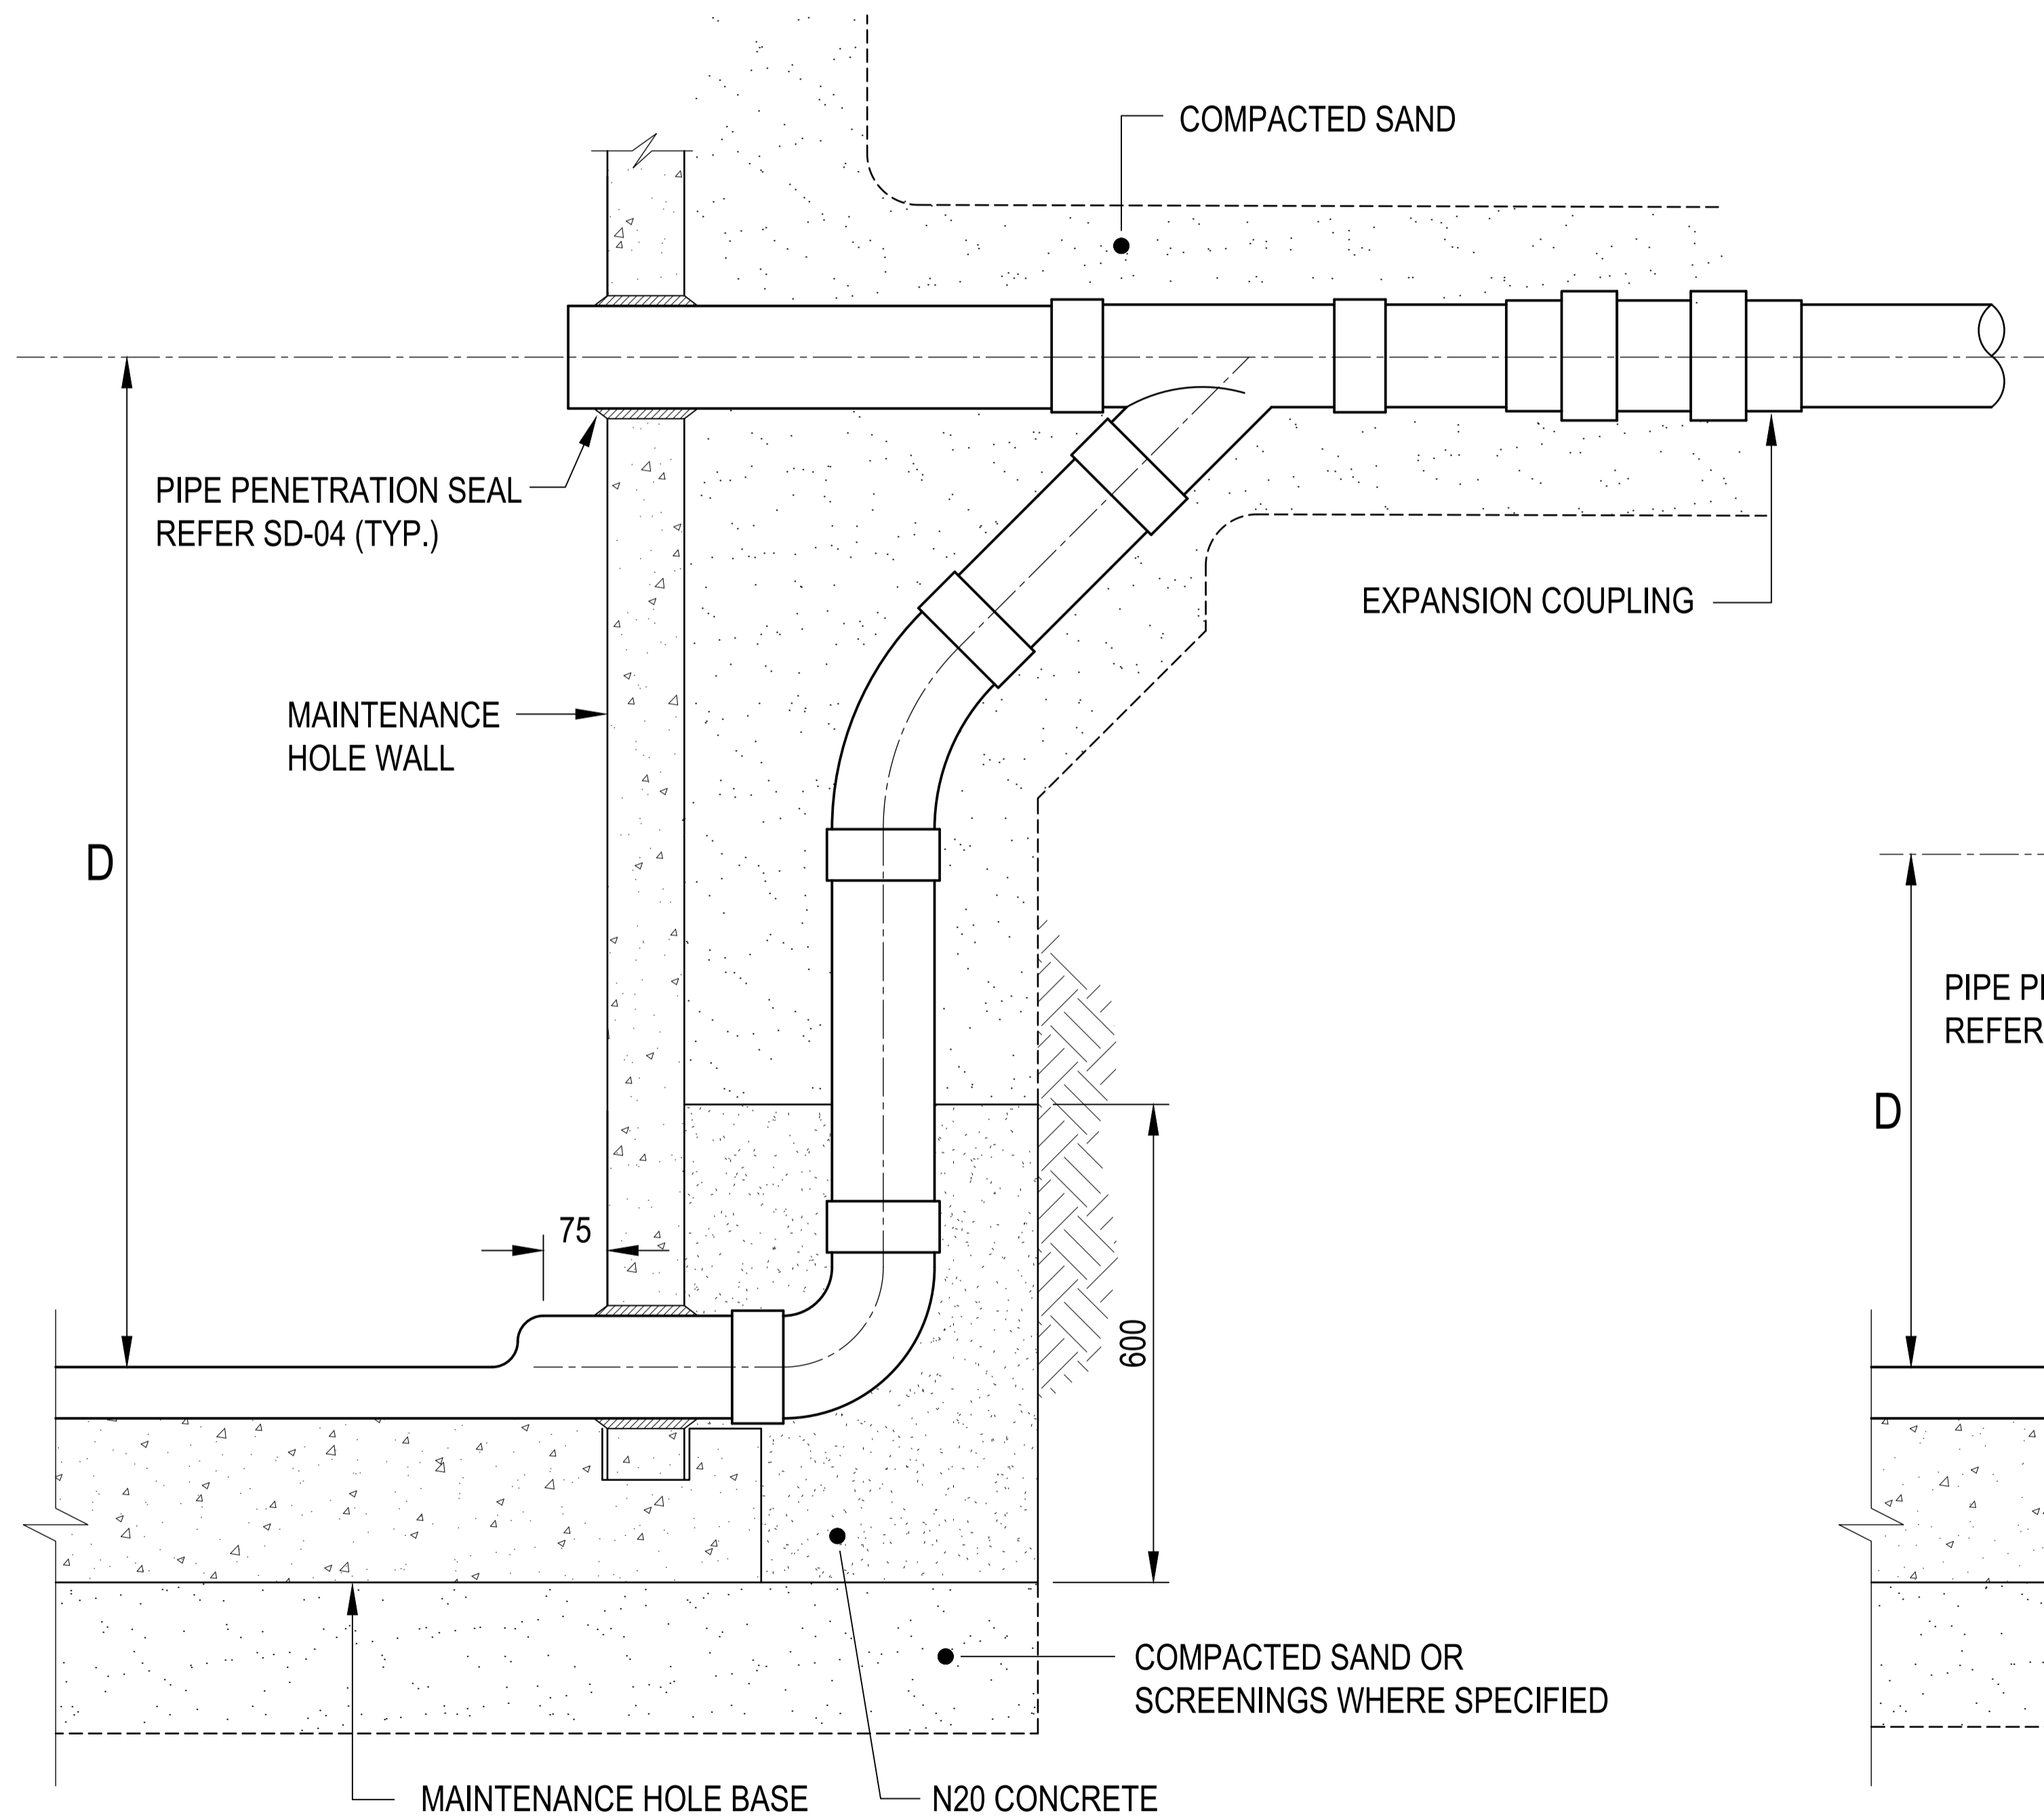 COMPACTED SAND
PIPE PENETRATION SEAL
REFER SD-04 (TYP.)
EXPANSION COUPLING
MAINTENANCE
HOLE WALL
D
PIPE
REFER
D
75
600
COMPACTED SAND OR
SCREENINGS WHERE SPECIFIED
MAINTENANCE HOLE BASE
N20 CONCRETE